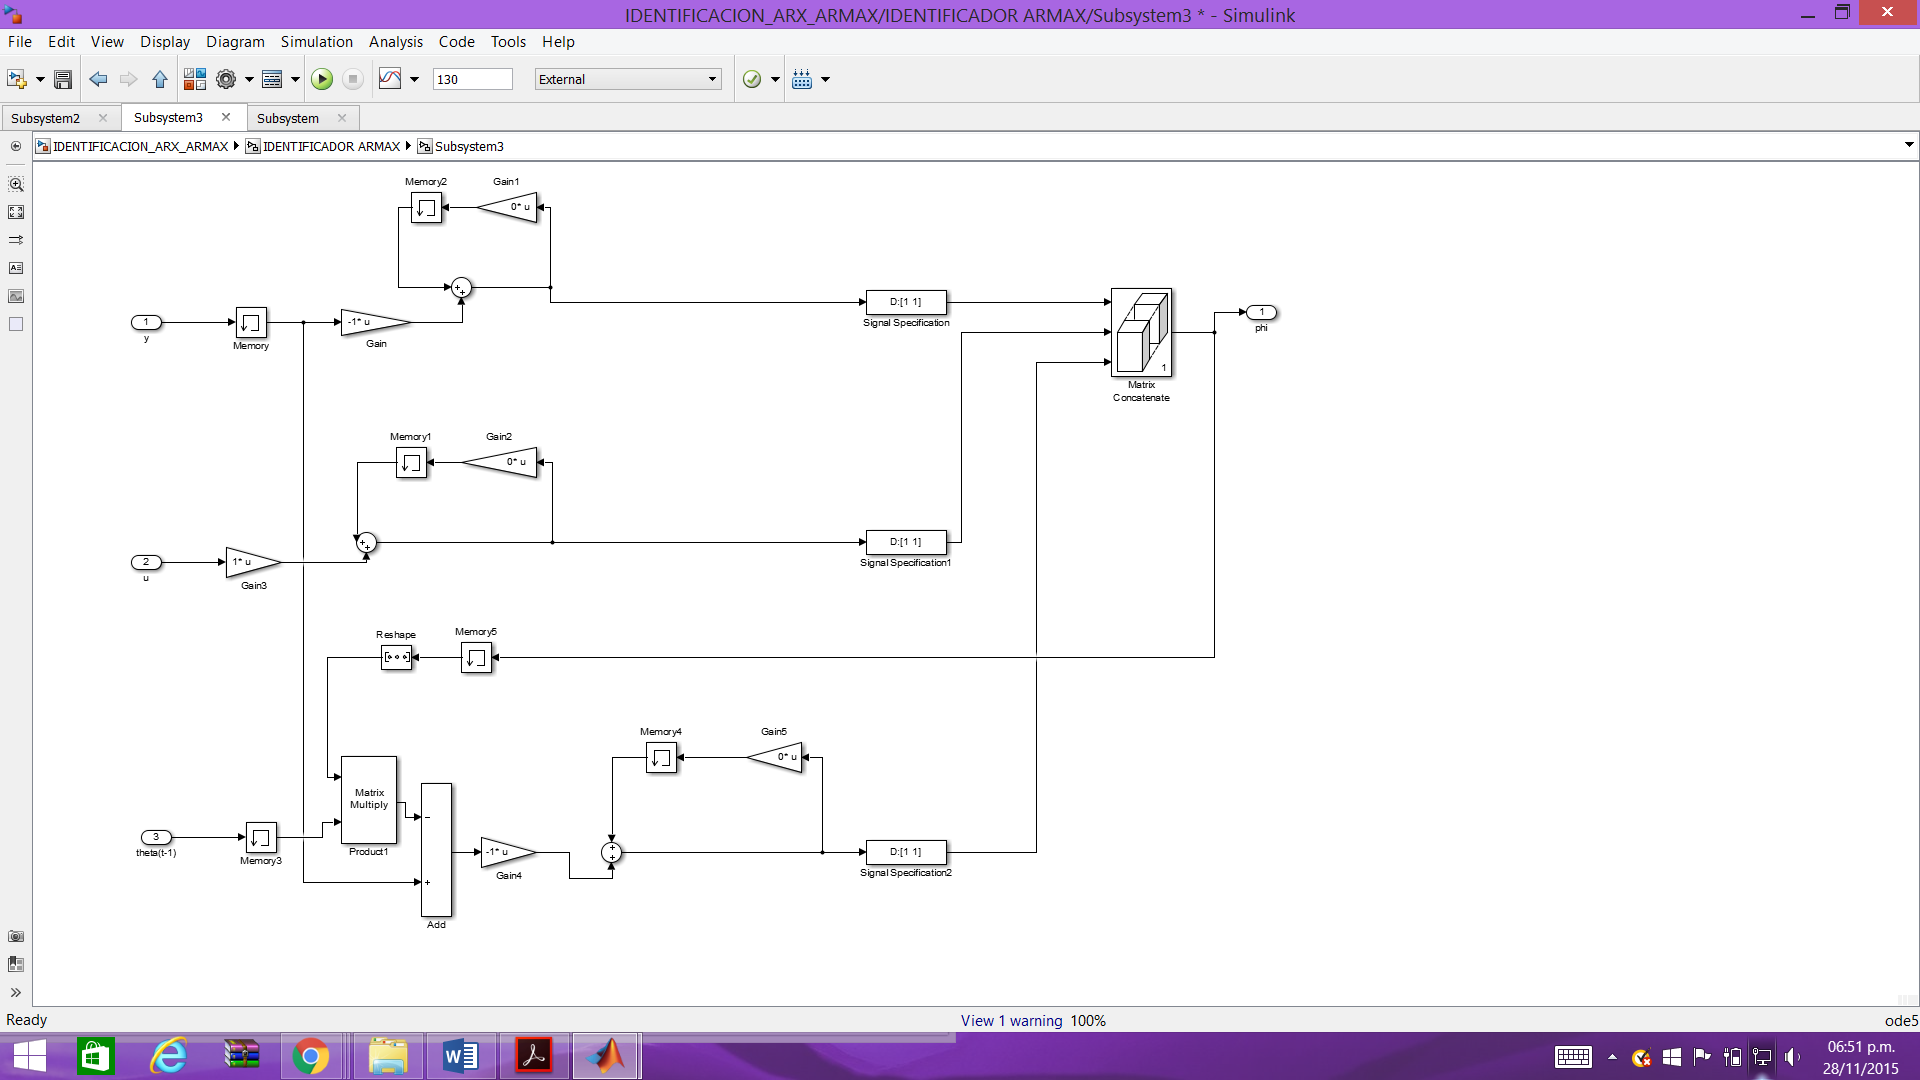 IDENTIFICACION_ARX_ARMAX/IDENTIFICADOR ARMAX/Subsystem3 * - Simulink
File Edit View Display Diagram Simulation Analysis Code Tools Help
130 External
Subsystem2 Subsystem3 Subsystem
IDENTIFICACION_ARX_ARMAX IDENTIFICADOR ARMAX Subsystem3
Memory2 Gain1
0* u
1
y
Memory
-1* u
Gain
D:[1 1]
Signal Specification
1
Matrix
Concatenate
1
phi
Memory1 Gain2
0* u
2
u
1* u
Gain3
D:[1 1]
Signal Specification1
Reshape Memory5
Memory4 Gain5
0* u
Matrix
Multiply
Product1
3
theta(t-1)
Memory3
Add
-1* u
Gain4
D:[1 1]
Signal Specification2
Ready View 1 warning 100% ode5
06:51 p.m.
28/11/2015